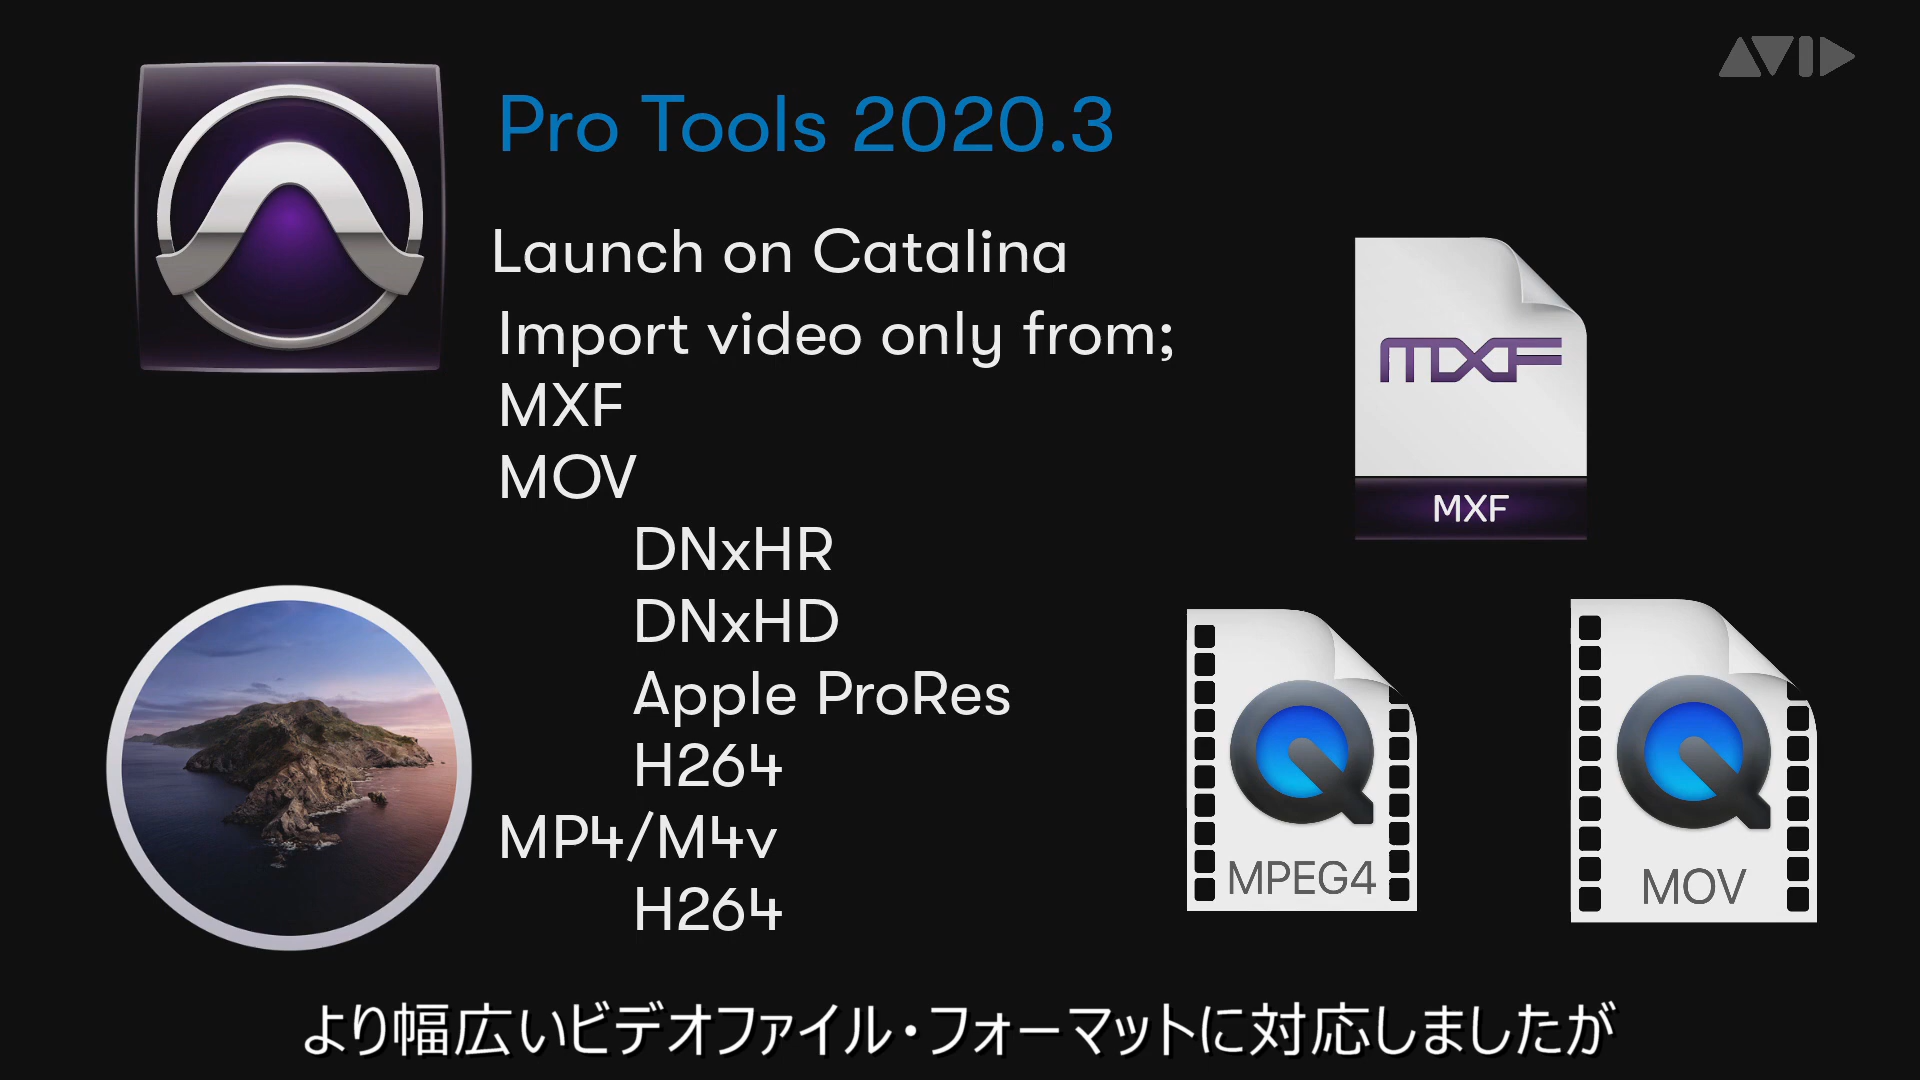 AVID
Pro Tools 2020.3
Launch on Catalina
Import video only from;
MXF
MOV
DNxHR
DNxHD
Apple ProRes
H264
MP4/M4v
H264
MXF
MXF
MPEG4
MOV
より幅広いビデオファイル・フォーマットに対応しましたが